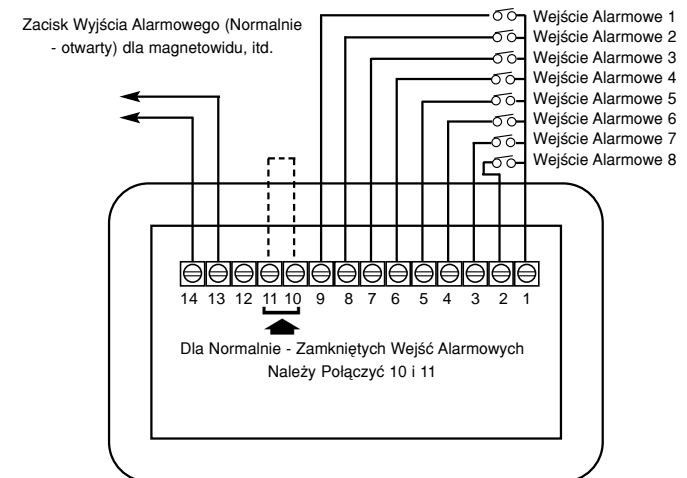 Zacisk Wyjścia Alarmowego (Normalnie
- otwarty) dla magnetowidu, itd.
Wejście Alarmowe 1
Wejście Alarmowe 2
Wejście Alarmowe 3
Wejście Alarmowe 4
Wejście Alarmowe 5
Wejście Alarmowe 6
Wejście Alarmowe 7
Wejście Alarmowe 8
14 13 12 11 10 9 8 7 6 5 4 3 2 1
Dla Normalnie - Zamkniętych Wejść Alarmowych
Należy Połączyć 10 i 11